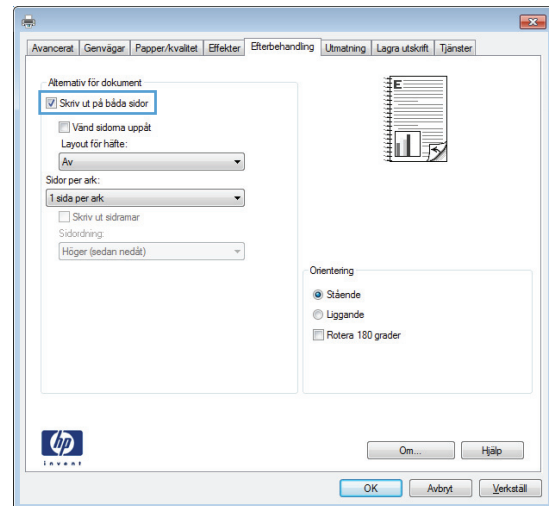 Avancerat Genvägar Papper/kvalitet Effekter Efterbehandling Utmatning Lagra utskrift Tjänster
Alternativ för dokument
Skriv ut på båda sidor
Vänd sidorna uppåt
Layout för häfte:
Av
Sidor per ark:
1 sida per ark
Skriv ut sidramar
Sidordning:
Höger (sedan nedåt)
E
Orientering
Stående
Liggande
Rotera 180 grader
hp
invent
Om... Hjälp
OK Avbryt Verkställ